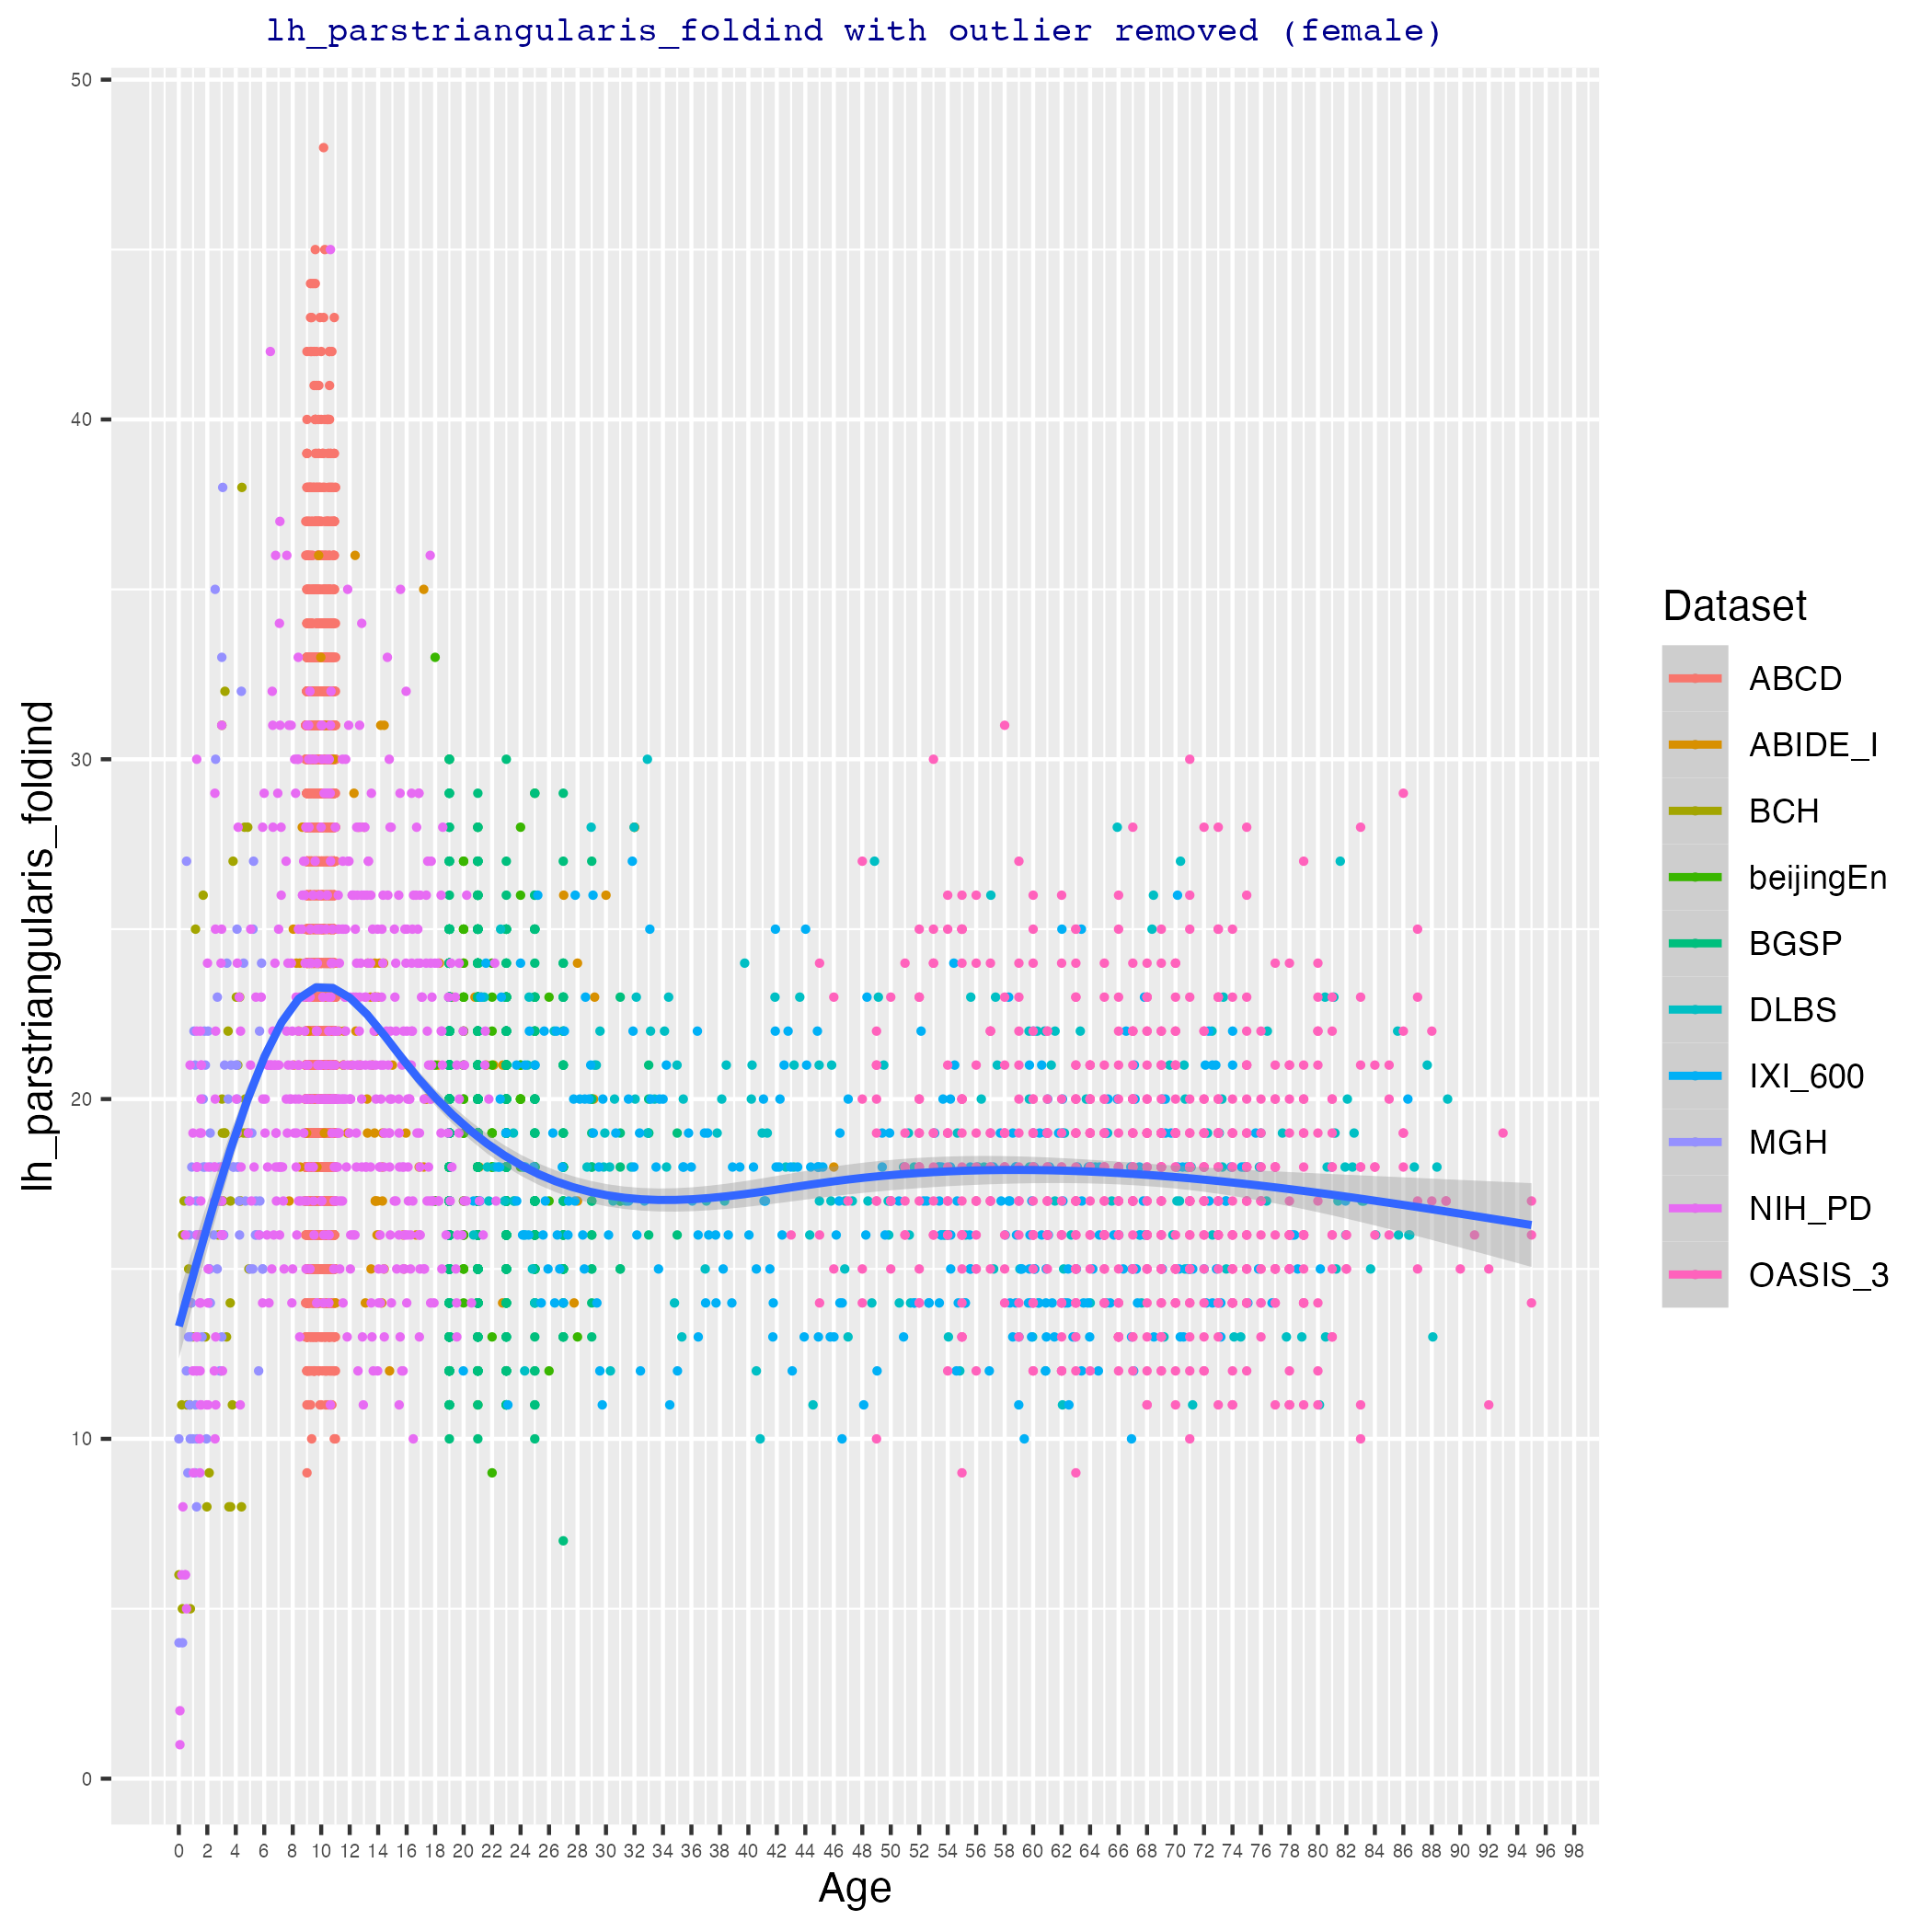 lh_parstriangularis_foldind with outlier removed (female)
50
40
30
20
10
0
lh_parstriangularis_foldind
0 2 4 6 8 10 12 14 16 18 20 22 24 26 28 30 32 34 36 38 40 42 44 46 48 50 52 54 56 58 60 62 64 66 68 70 72 74 76 78 80 82 84 86 88 90 92 94 96 98
Age
Dataset
ABCD
ABIDE_I
BCH
beijingEn
BGSP
DLBS
IXI_600
MGH
NIH_PD
OASIS_3